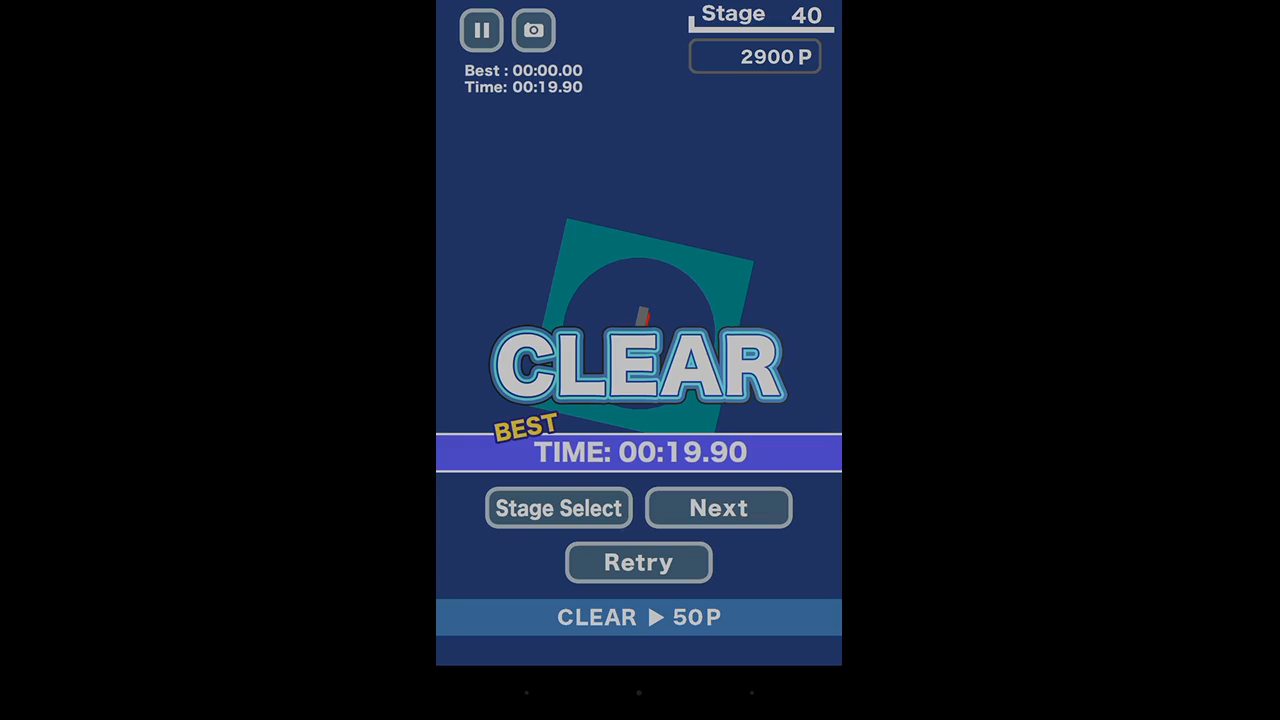 Stage 40
2900 P
Best : 00:00.00
Time: 00:19.90
CLEAR
BEST
TIME: 00:19.90
Stage Select
Next
Retry
CLEAR ▶ 50 P